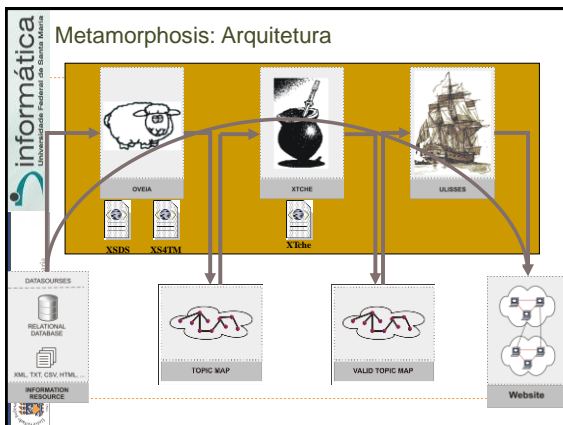 Metamorphosis: Arquitetura
informática
Universidade Federal de Santa Maria
OVEIA
XTCHE
ULISSES
XSDS
XS4TM
XTche
DATASOURSES
RELATIONAL
DATABASE
XML, TXT, CSV, HTML, ...
INFORMATION
RESOURCE
TOPIC MAP
VALID TOPIC MAP
Website